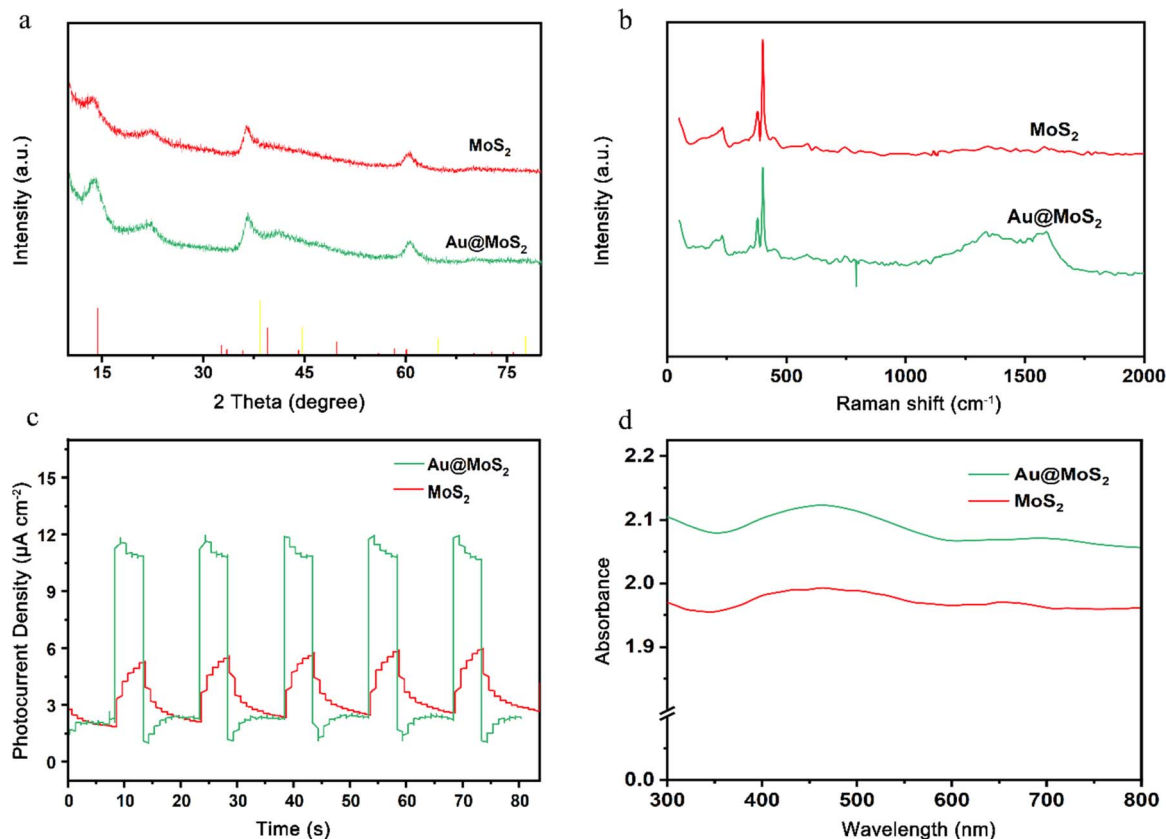 a
Intensity (a.u.)
MoS₂
Au@MoS₂
15 30 45 60 75
2 Theta (degree)
b
Intensity (a.u.)
MoS₂
Au@MoS₂
0 500 1000 1500 2000
Raman shift (cm⁻¹)
c
Photocurrent Density (μA cm⁻²)
15
12
9
6
3
0
Au@MoS₂
MoS₂
0 10 20 30 40 50 60 70 80
Time (s)
d
Absorbance
2.2
2.1
2.0
1.9
0.0
Au@MoS₂
MoS₂
300 400 500 600 700 800
Wavelength (nm)